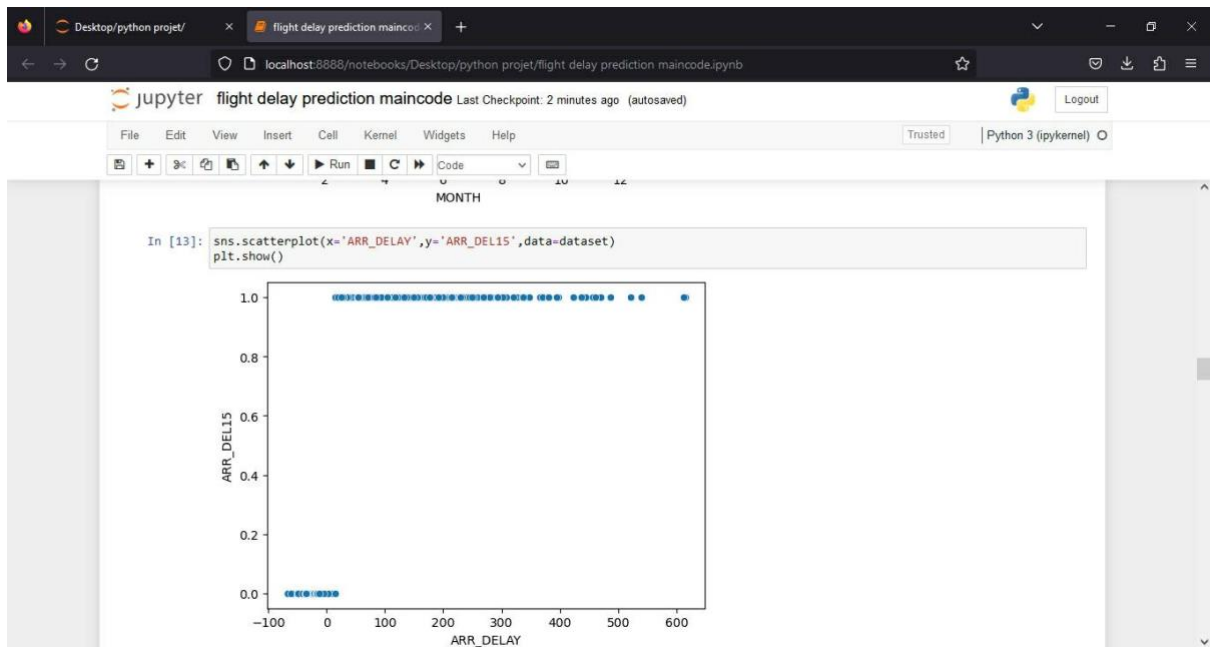 Desktop/python projet/
flight delay prediction maincod
localhost:8888/notebooks/Desktop/python projet/flight delay prediction maincode.ipynb
jupyter flight delay prediction maincode Last Checkpoint: 2 minutes ago (autosaved)
Logout
File Edit View Insert Cell Kernel Widgets Help
Trusted
Python 3 (ipykernel)
Run
Code
2 4 6 8 10 12
MONTH
In [13]: sns.scatterplot(x='ARR_DELAY',y='ARR_DEL15',data=dataset)
plt.show()
1.0
0.8
0.6
0.4
0.2
0.0
ARR_DEL15
−100 0 100 200 300 400 500 600
ARR_DELAY